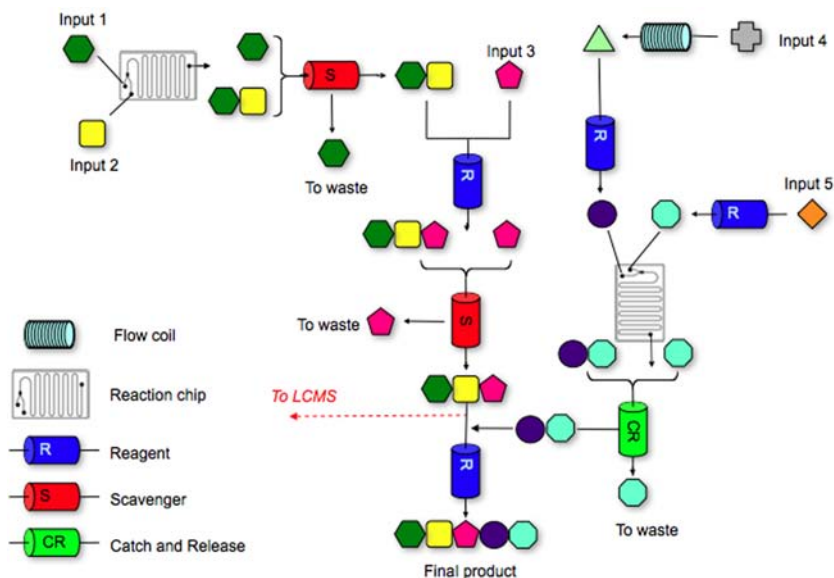 Input 1
Input 4
Input 3
S
R
Input 2
To waste
Input 5
R
R
To waste
S
Flow coil
To LCMS
Reaction chip
CR
R
R
Reagent
S
Scavenger
To waste
CR
Catch and Release
Final product